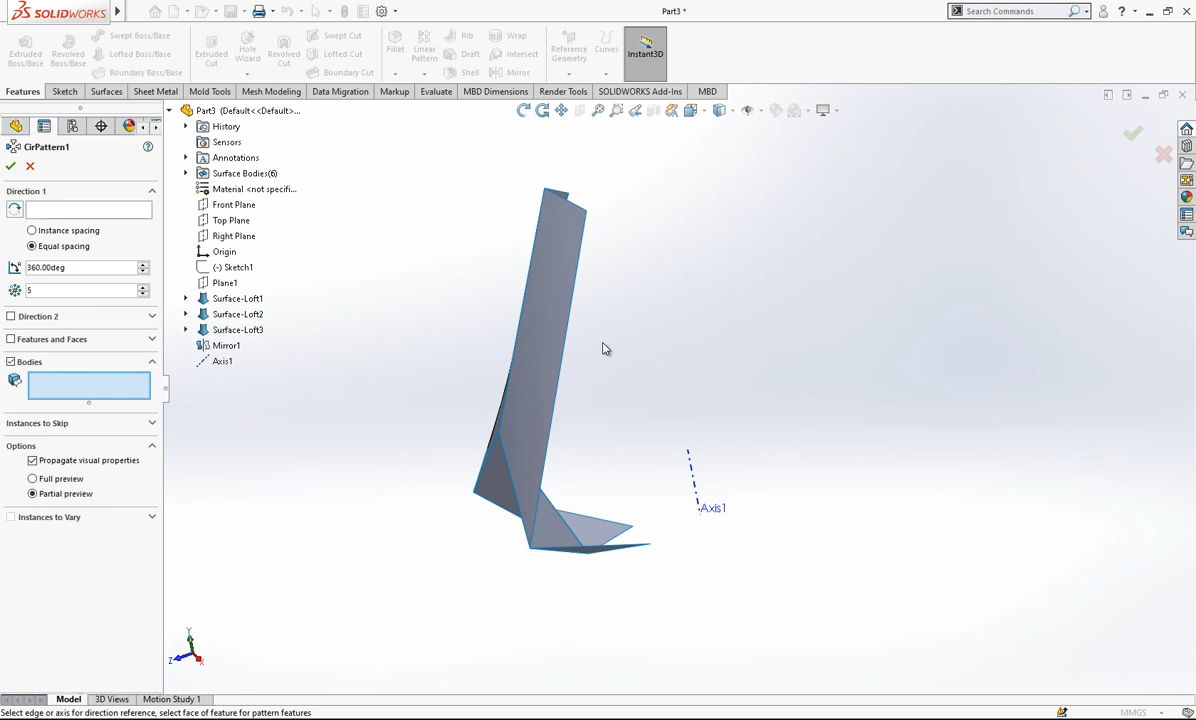 SOLIDWORKS
Part3 *
Search Commands
Extruded Boss/Base
Revolved Boss/Base
Swept Boss/Base
Lofted Boss/Base
Boundary Boss/Base
Extruded Cut
Hole Wizard
Revolved Cut
Swept Cut
Lofted Cut
Boundary Cut
Fillet
Linear Pattern
Rib
Draft
Shell
Wrap
Intersect
Mirror
Reference Geometry
Curves
Instant3D
Features
Sketch
Surfaces
Sheet Metal
Mold Tools
Mesh Modeling
Data Migration
Markup
Evaluate
MBD Dimensions
Render Tools
SOLIDWORKS Add-Ins
MBD
CirPattern1
Direction 1
Instance spacing
Equal spacing
360.00deg
5
Direction 2
Features and Faces
Bodies
Instances to Skip
Options
Propagate visual properties
Full preview
Partial preview
Instances to Vary
Part3 (Default<<Default>...
History
Sensors
Annotations
Surface Bodies(6)
Material <not specifi...
Front Plane
Top Plane
Right Plane
Origin
(-) Sketch1
Plane1
Surface-Loft1
Surface-Loft2
Surface-Loft3
Mirror1
Axis1
Axis1
Y
Z
X
Model
3D Views
Motion Study 1
Select edge or axis for direction reference, select face of feature for pattern features
MMGS